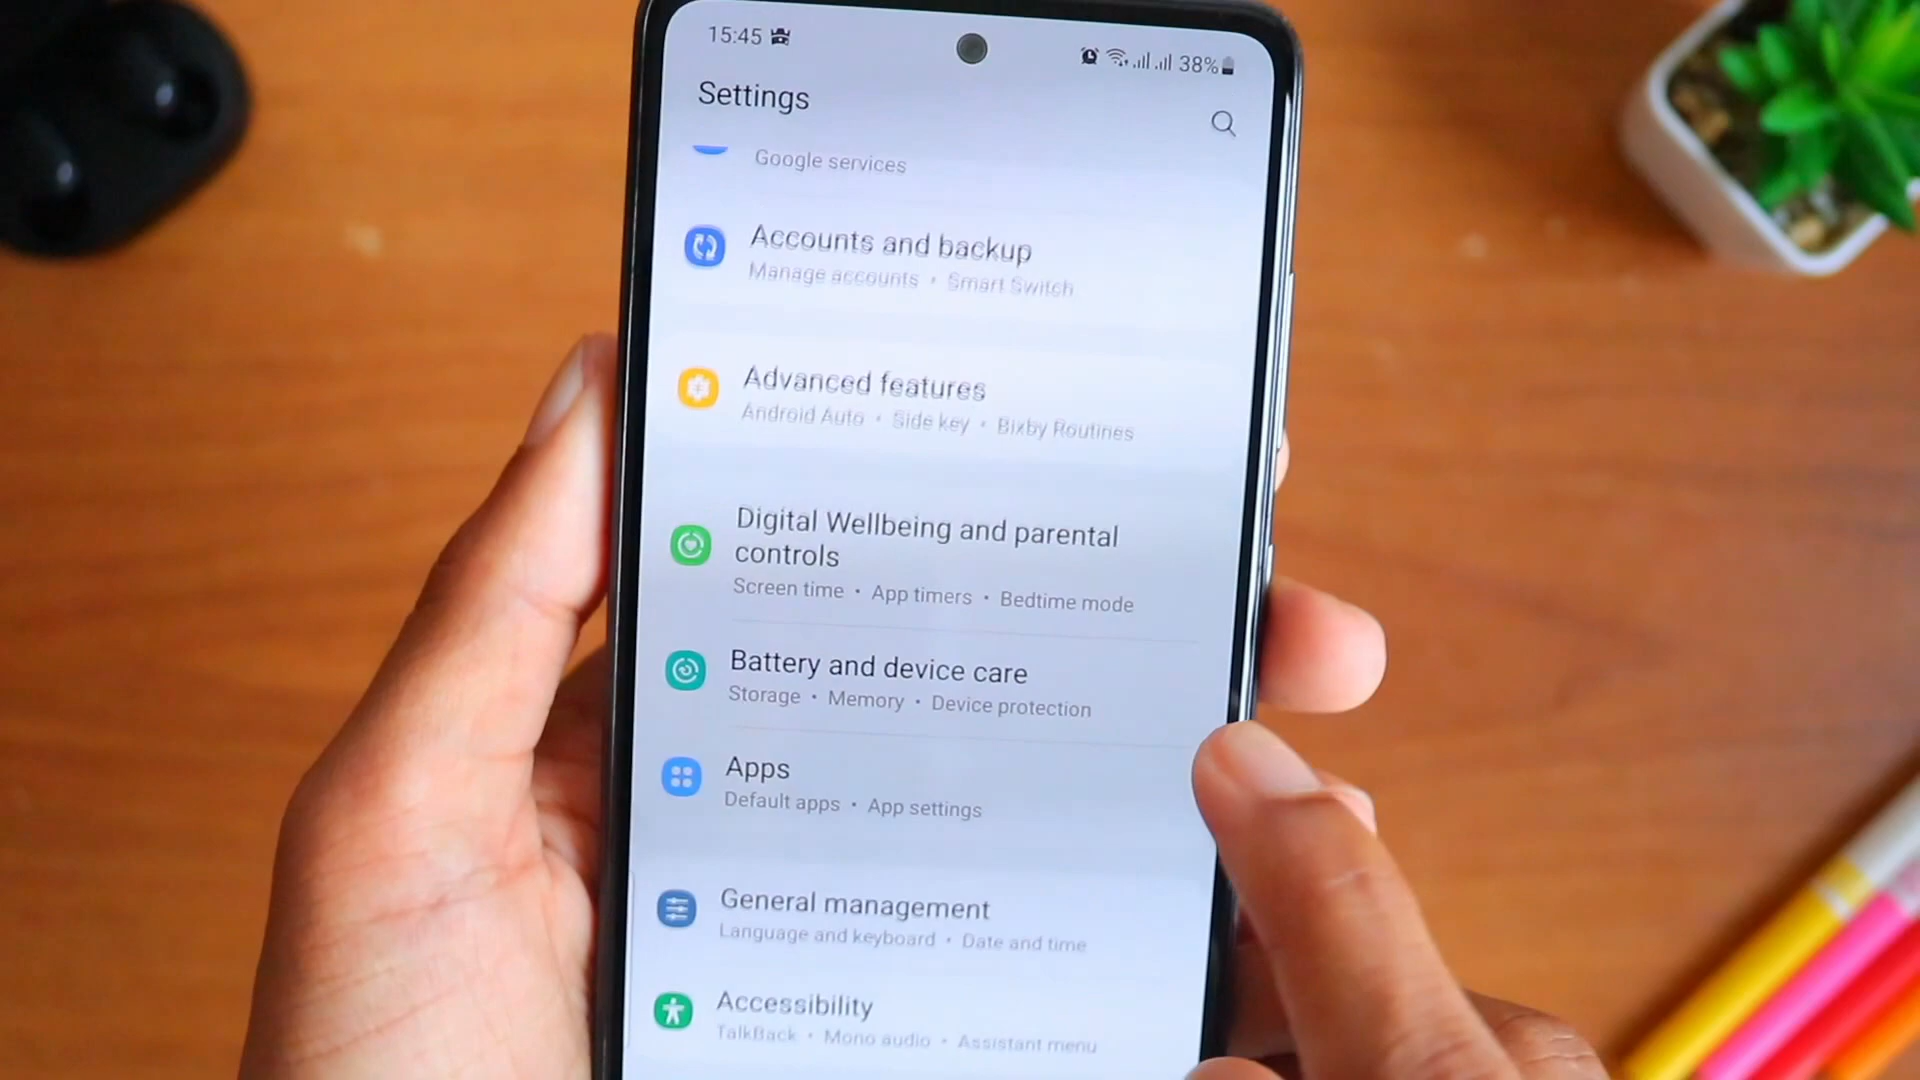 15:45
38%
Settings
Google services
Accounts and backup
Manage accounts • Smart Switch
Advanced features
Android Auto • Side key • Bixby Routines
Digital Wellbeing and parental
controls
Screen time • App timers • Bedtime mode
Battery and device care
Storage • Memory • Device protection
Apps
Default apps • App settings
General management
Language and keyboard • Date and time
Accessibility
TalkBack • Mono audio • Assistant menu